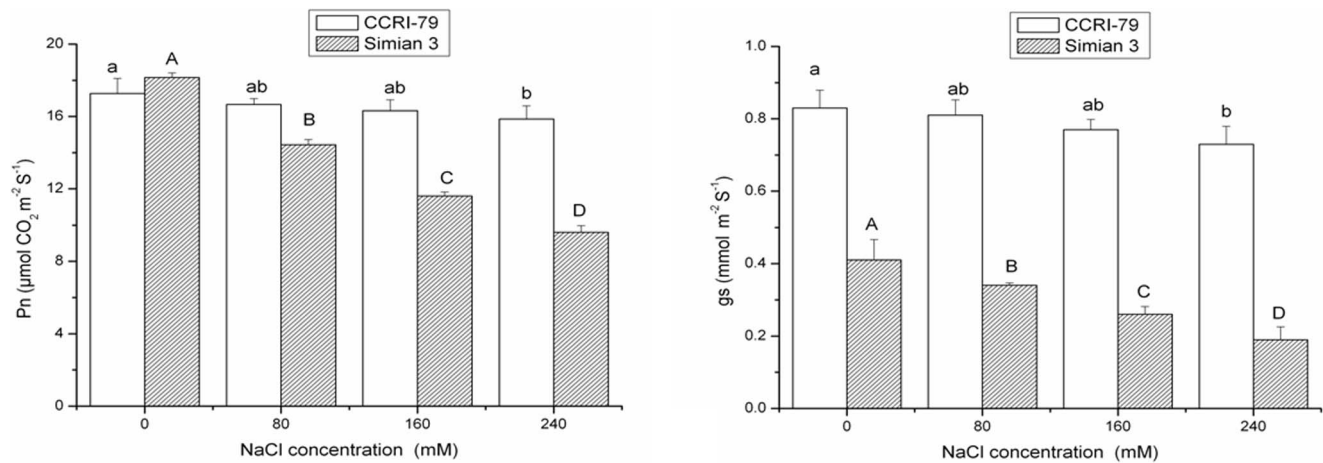 CCRI-79
Simian 3
20
16
12
8
4
0
Pn (μmol CO₂ m⁻² S⁻¹)
a
A
ab
B
ab
C
b
D
0
80
160
240
NaCl concentration (mM)
CCRI-79
Simian 3
1.0
0.8
0.6
0.4
0.2
0.0
gs (mmol m⁻² S⁻¹)
a
A
ab
B
ab
C
b
D
0
80
160
240
NaCl concentration (mM)